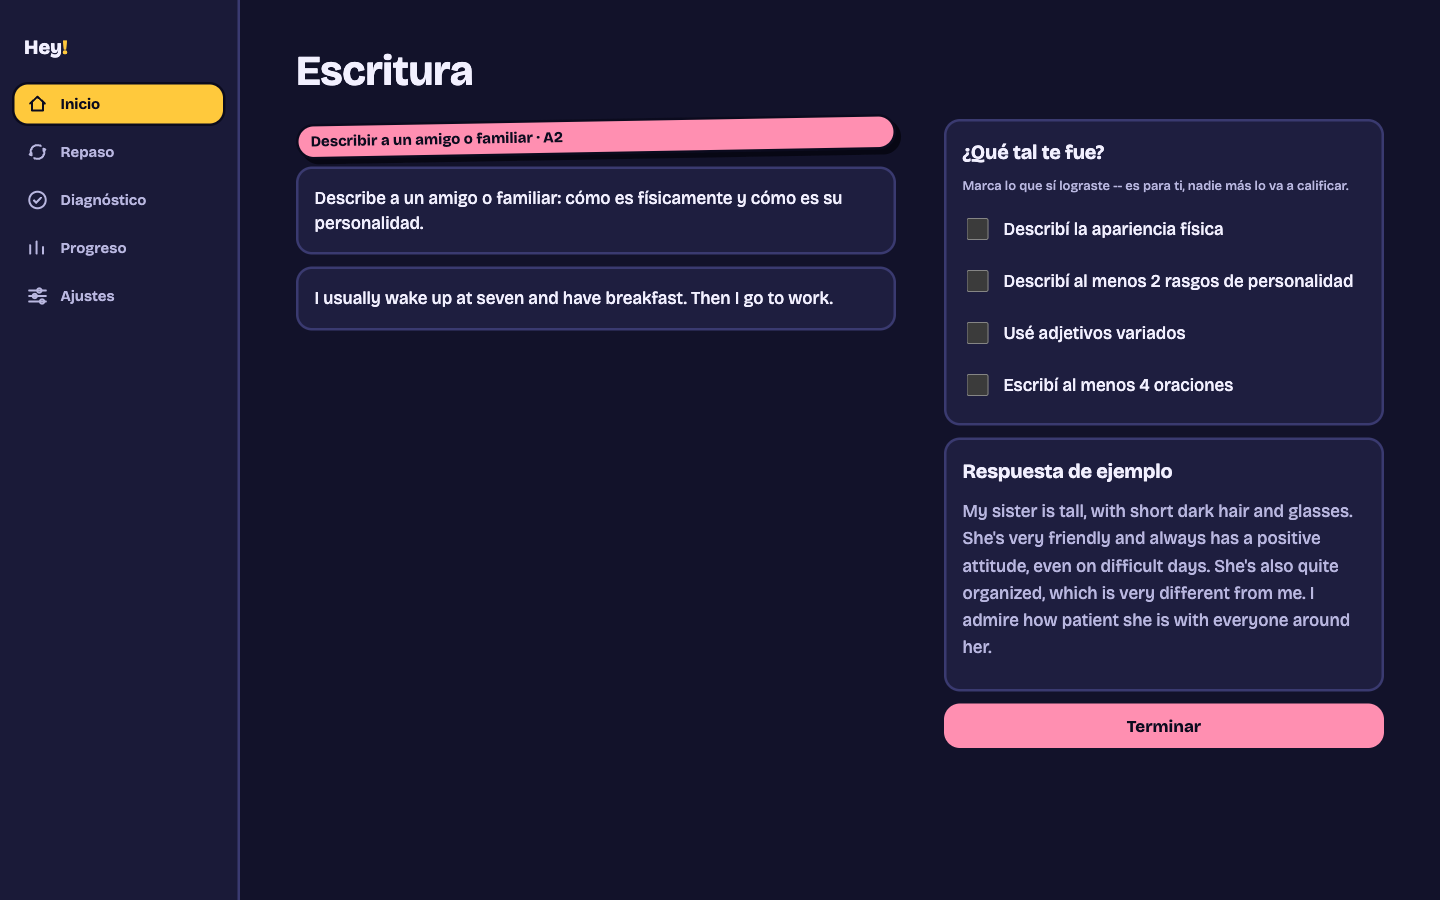 Hey!
Inicio
Repaso
Diagnóstico
Progreso
Ajustes
Escritura
Describir a un amigo o familiar · A2
Describe a un amigo o familiar: cómo es físicamente y cómo es su
personalidad.
I usually wake up at seven and have breakfast. Then I go to work.
¿Qué tal te fue?
Marca lo que sí lograste -- es para ti, nadie más lo va a calificar.
Describí la apariencia física
Describí al menos 2 rasgos de personalidad
Usé adjetivos variados
Escribí al menos 4 oraciones
Respuesta de ejemplo
My sister is tall, with short dark hair and glasses.
She's very friendly and always has a positive
attitude, even on difficult days. She's also quite
organized, which is very different from me. I
admire how patient she is with everyone around
her.
Terminar